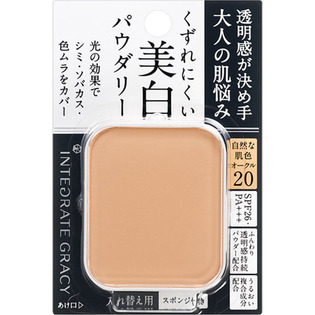 透明感が決め手
大人の肌悩み
くずれにくい
美白
パウダリー
光の効果で
シミ・ソバカス・
色ムラをカバー
INTEGRATE GRACY
自然な
肌色
オークル
20
SPF26・
PA+++
ふんわり
透明感持続
パウダー
配合
うるおい
複合成分
配合
入れ替え用
スポンジ
物
あけ口